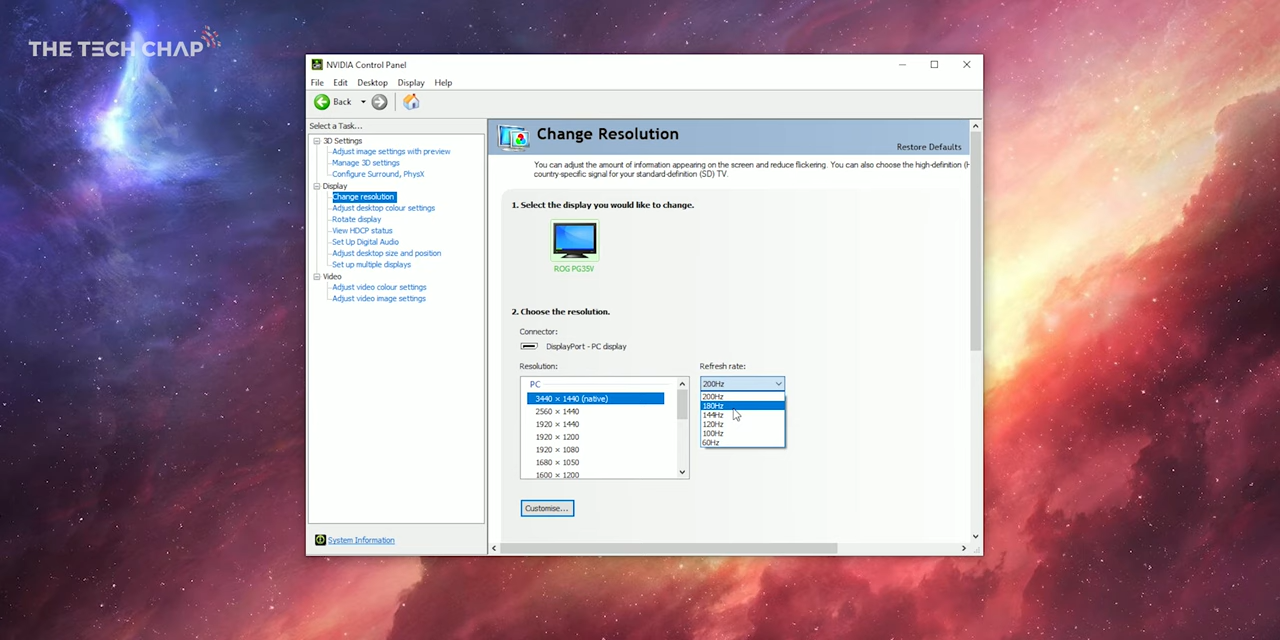 THE TECH CHAP
NVIDIA Control Panel
File Edit Desktop Display Help
Back
Select a Task...
3D Settings
Adjust image settings with preview
Manage 3D settings
Configure Surround, PhysX
Display
Change resolution
Adjust desktop colour settings
Rotate display
View HDCP status
Set Up Digital Audio
Adjust desktop size and position
Set up multiple displays
Video
Adjust video colour settings
Adjust video image settings
System Information
Change Resolution
Restore Defaults
You can adjust the amount of information appearing on the screen and reduce flickering. You can also choose the high-definition (H
country-specific signal for your standard-definition (SD) TV.
1. Select the display you would like to change.
ROG PG35V
2. Choose the resolution.
Connector:
DisplayPort - PC display
Resolution:
PC
3440 × 1440 (native)
2560 × 1440
1920 × 1440
1920 × 1200
1920 × 1080
1680 × 1050
1600 × 1200
Refresh rate:
200Hz
200Hz
180Hz
144Hz
120Hz
100Hz
60Hz
Customise...